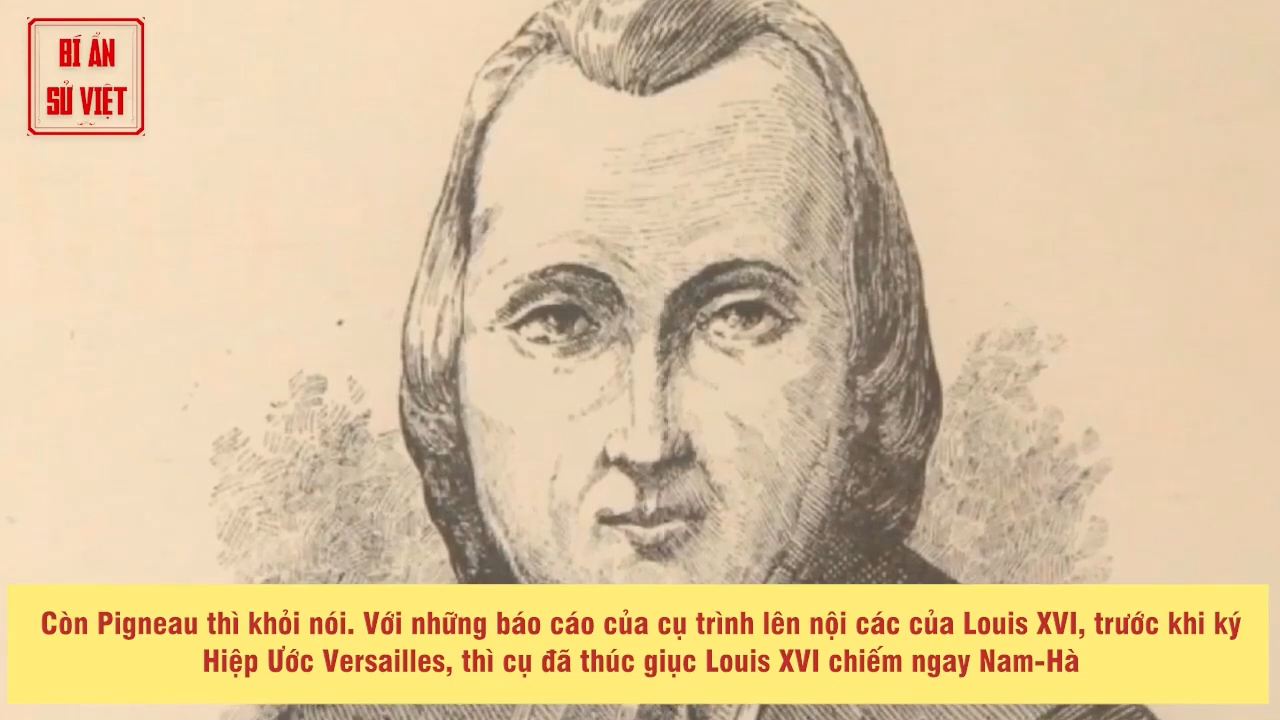 BÍ ẨN
SỬ VIỆT
Còn Pigneau thì khỏi nói. Với những báo cáo của cụ trình lên nội các của Louis XVI, trước khi ký
Hiệp Ước Versailles, thì cụ đã thúc giục Louis XVI chiếm ngay Nam-Hà